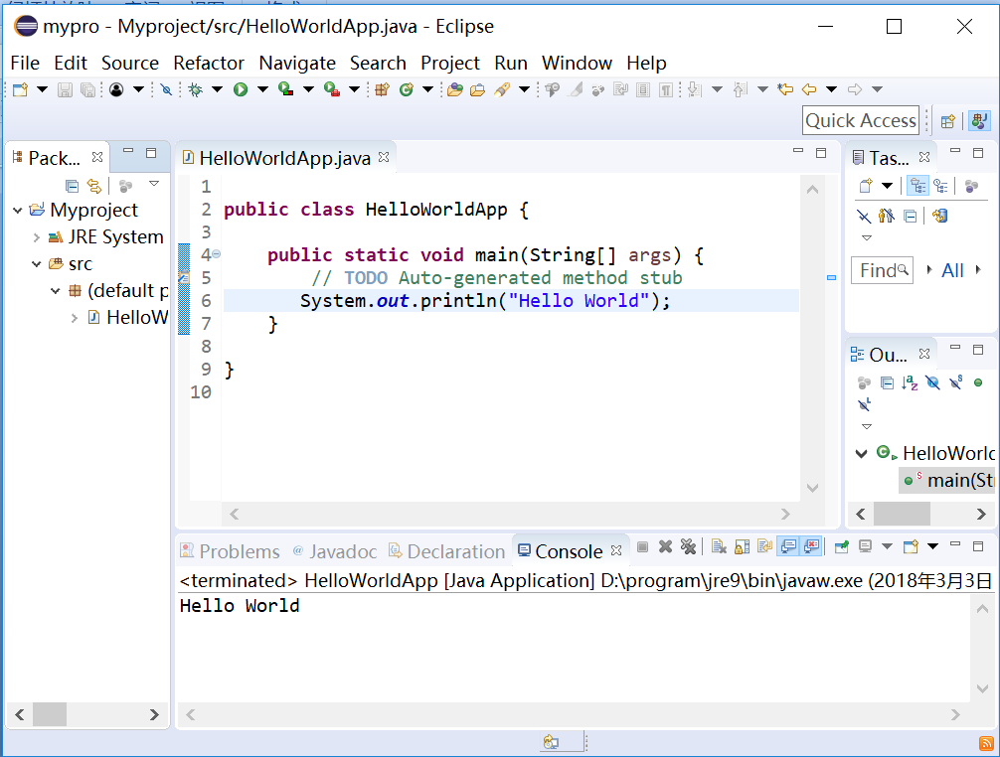 mypro - Myproject/src/HelloWorldApp.java - Eclipse
File Edit Source Refactor Navigate Search Project Run Window Help
Quick Access
Pack...
Myproject
JRE System
src
(default p
HelloW
HelloWorldApp.java
1
2 public class HelloWorldApp {
3
4 public static void main(String[] args) {
5 // TODO Auto-generated method stub
6 System.out.println("Hello World");
7 }
8
9 }
10
Tas...
Find
All
Ou...
HelloWorld
main(St
Problems @ Javadoc Declaration Console
<terminated> HelloWorldApp [Java Application] D:\program\jre9\bin\javaw.exe (2018年3月3日
Hello World